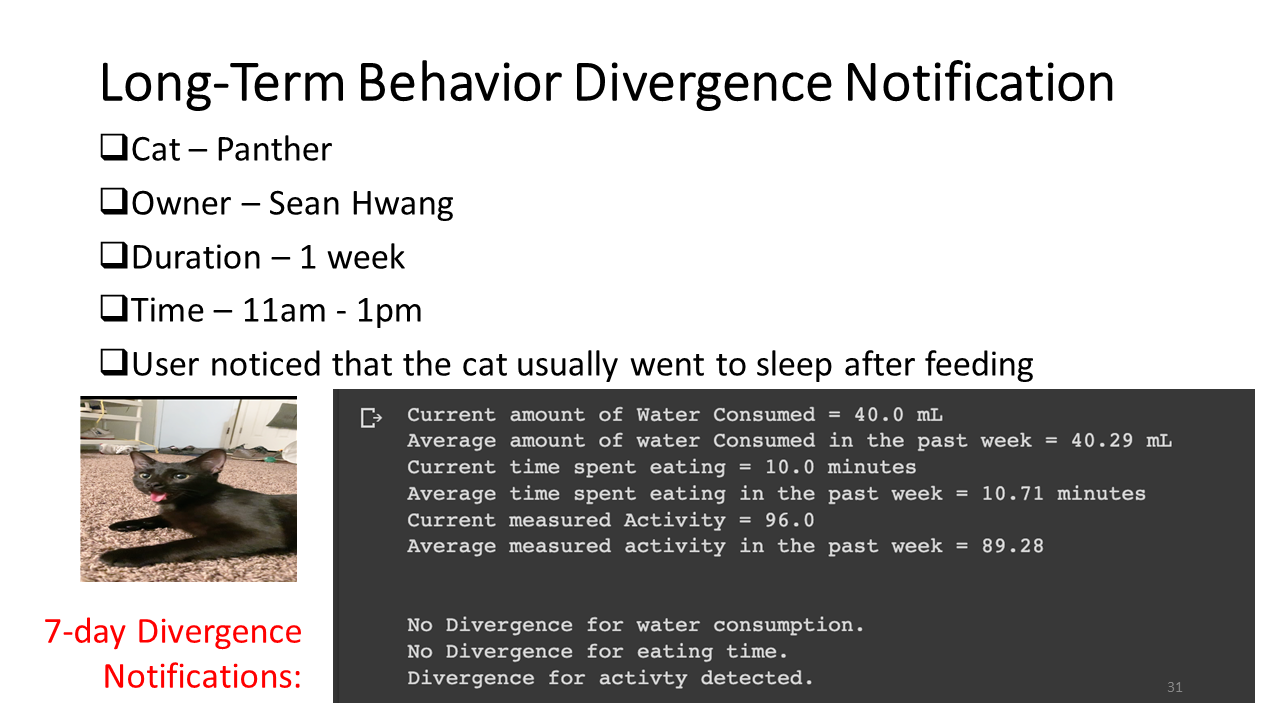 Long-Term Behavior Divergence Notification
❑Cat – Panther
❑Owner – Sean Hwang
❑Duration – 1 week
❑Time – 11am - 1pm
❑User noticed that the cat usually went to sleep after feeding
Current amount of Water Consumed = 40.0 mL
Average amount of water Consumed in the past week = 40.29 mL
Current time spent eating = 10.0 minutes
Average time spent eating in the past week = 10.71 minutes
Current measured Activity = 96.0
Average measured activity in the past week = 89.28
7-day Divergence
Notifications:
No Divergence for water consumption.
No Divergence for eating time.
Divergence for activty detected.
31